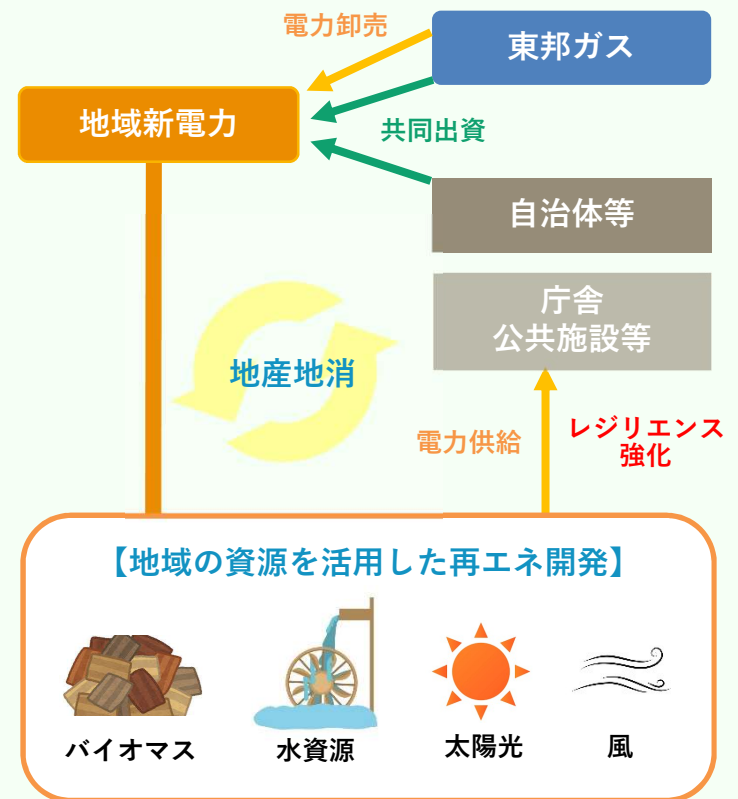 電力卸売
東邦ガス
地域新電力
共同出資
自治体等
庁舎
公共施設等
地産地消
電力供給
レジリエンス
強化
【地域の資源を活用した再エネ開発】
バイオマス
水資源
太陽光
風